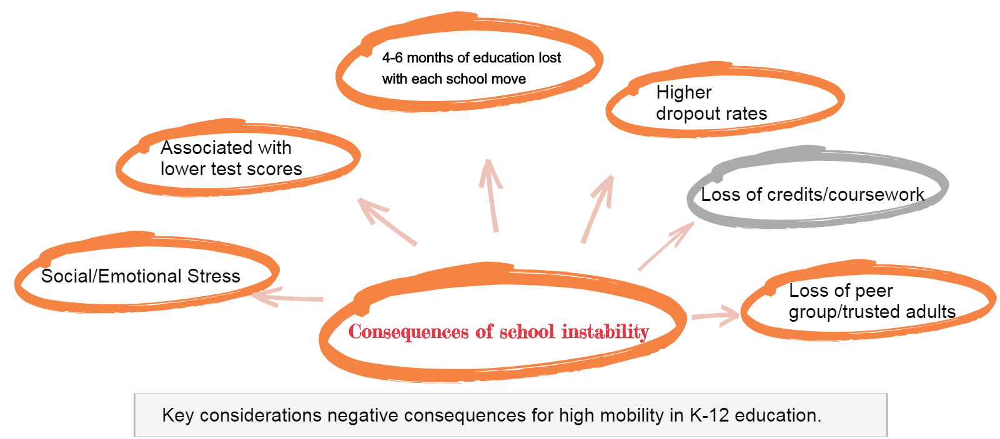 4-6 months of education lost
with each school move
Higher
dropout rates
Associated with
lower test scores
Loss of credits/coursework
Social/Emotional Stress
Loss of peer
group/trusted adults
Consequences of school instability
Key considerations negative consequences for high mobility in K-12 education.